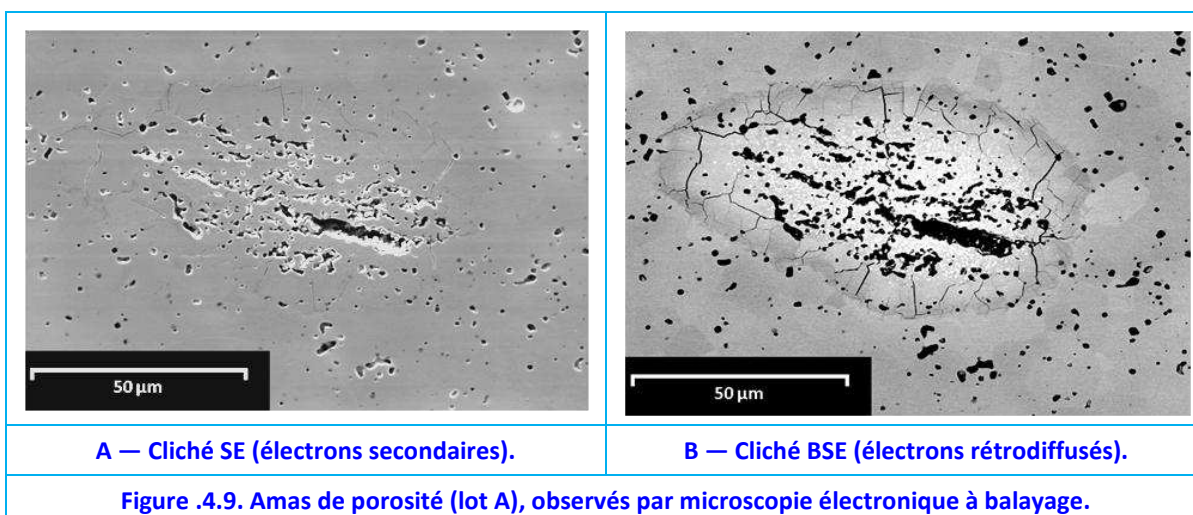 50 µm
50 µm
A — Cliché SE (électrons secondaires).
B — Cliché BSE (électrons rétrodiffusés).
Figure .4.9. Amas de porosité (lot A), observés par microscopie électronique à balayage.